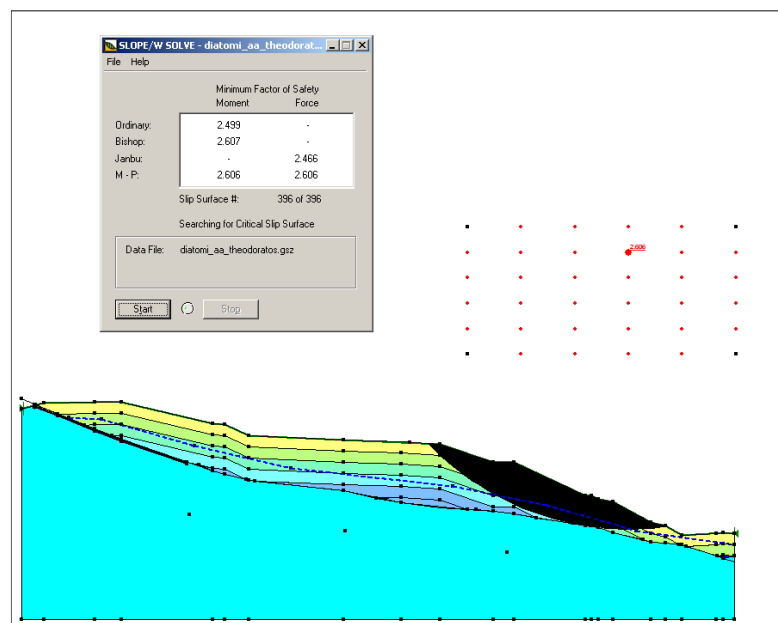 SLOPE/W SOLVE - diatomi_aa_theodorat...
File Help
Minimum Factor of Safety
Moment Force
Ordinary: 2.499 -
Bishop: 2.607 -
Janbu: - 2.466
M - P: 2.606 2.606
Slip Surface #: 396 of 396
Searching for Critical Slip Surface
Data File: diatomi_aa_theodoratos.gsz
Start Stop
2.606